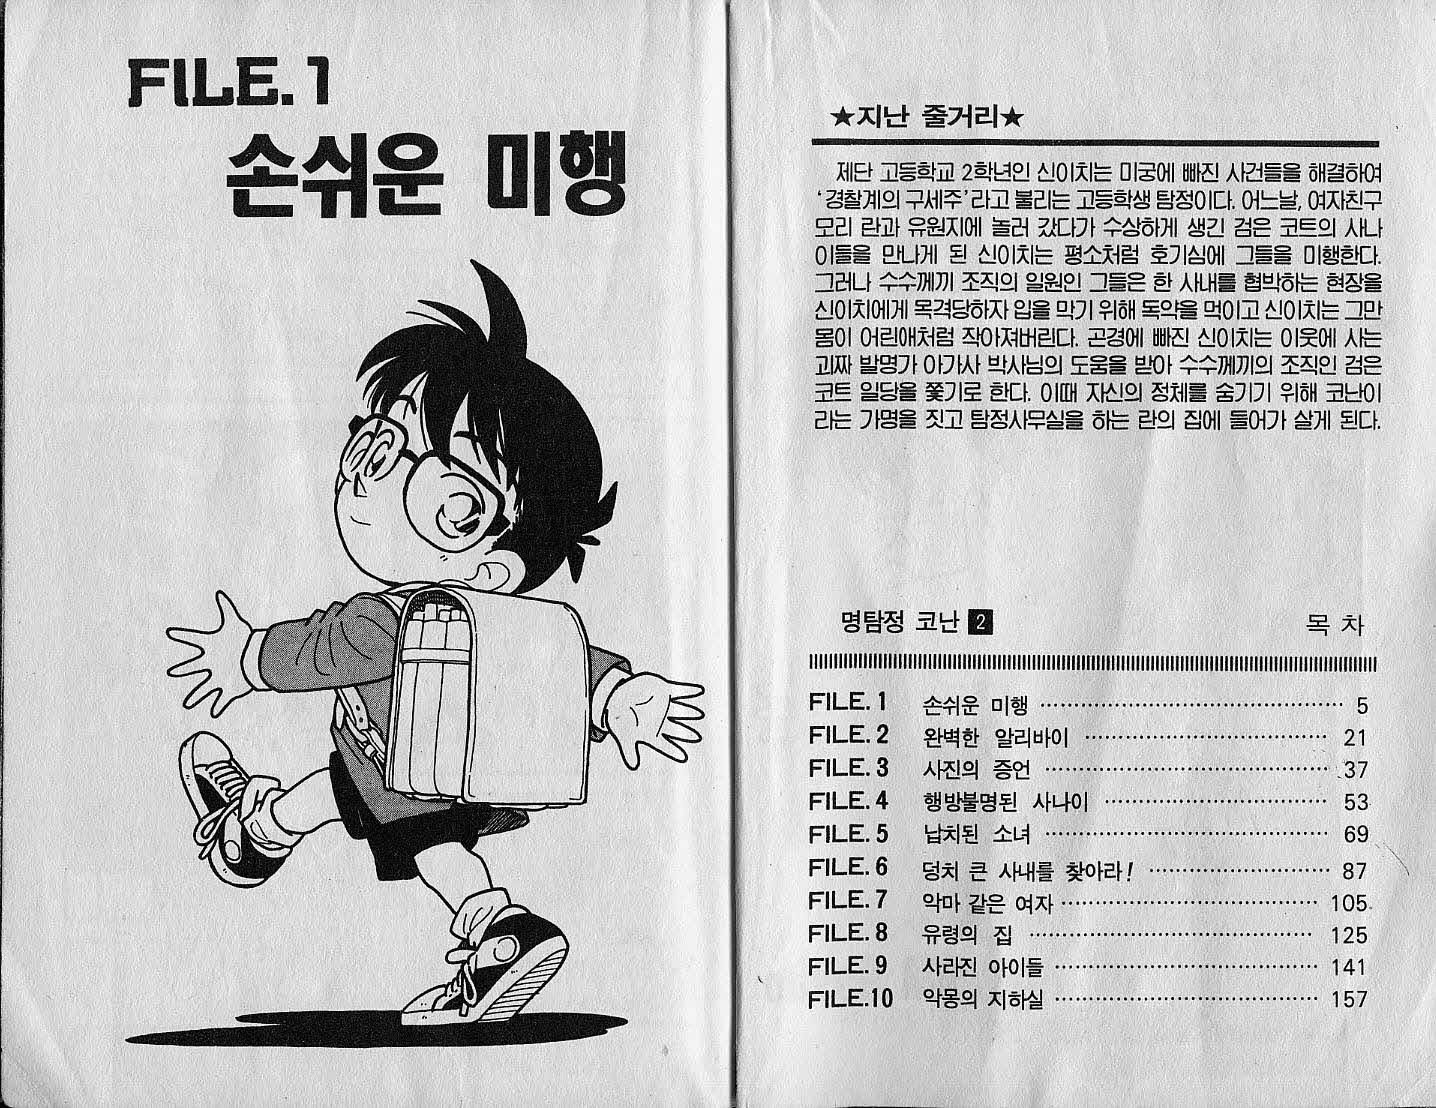 FILE.1
손쉬운 미행
★지난 줄거리★
제단 고등학교 2학년인 신이치는 미궁에 빠진 사건들을 해결하여
‘경찰계의 구세주’라고 불리는 고등학생 탐정이다. 어느날, 여자친구
모리 란과 유원지에 놀러 갔다가 수상하게 생긴 검은 코트의 사나
이들을 만나게 된 신이치는 평소처럼 호기심에 그들을 미행한다.
그러나 수수께끼 조직의 일원인 그들은 한 사내를 협박하는 현장을
신이치에게 목격당하자 입을 막기 위해 독약을 먹이고 신이치는 그만
몸이 어린애처럼 작아져버린다. 곤경에 빠진 신이치는 이웃에 사는
괴짜 발명가 아가사 박사님의 도움을 받아 수수께끼의 조직인 검은
코트 일당을 쫓기로 한다. 이때 자신의 정체를 숨기기 위해 코난이
라는 가명을 짓고 탐정사무실을 하는 란의 집에 들어가 살게 된다.
명탐정 코난 2 목 차
FILE. 1 손쉬운 미행 ……………………………… 5
FILE. 2 완벽한 알리바이 ……………………………… 21
FILE. 3 사진의 증언 ……………………………… 37
FILE. 4 행방불명된 사나이 ……………………………… 53
FILE. 5 납치된 소녀 ……………………………… 69
FILE. 6 덩치 큰 사내를 찾아라! ……………………………… 87
FILE. 7 악마 같은 여자 ……………………………… 105
FILE. 8 유령의 집 ……………………………… 125
FILE. 9 사라진 아이들 ……………………………… 141
FILE.10 악몽의 지하실 ……………………………… 157